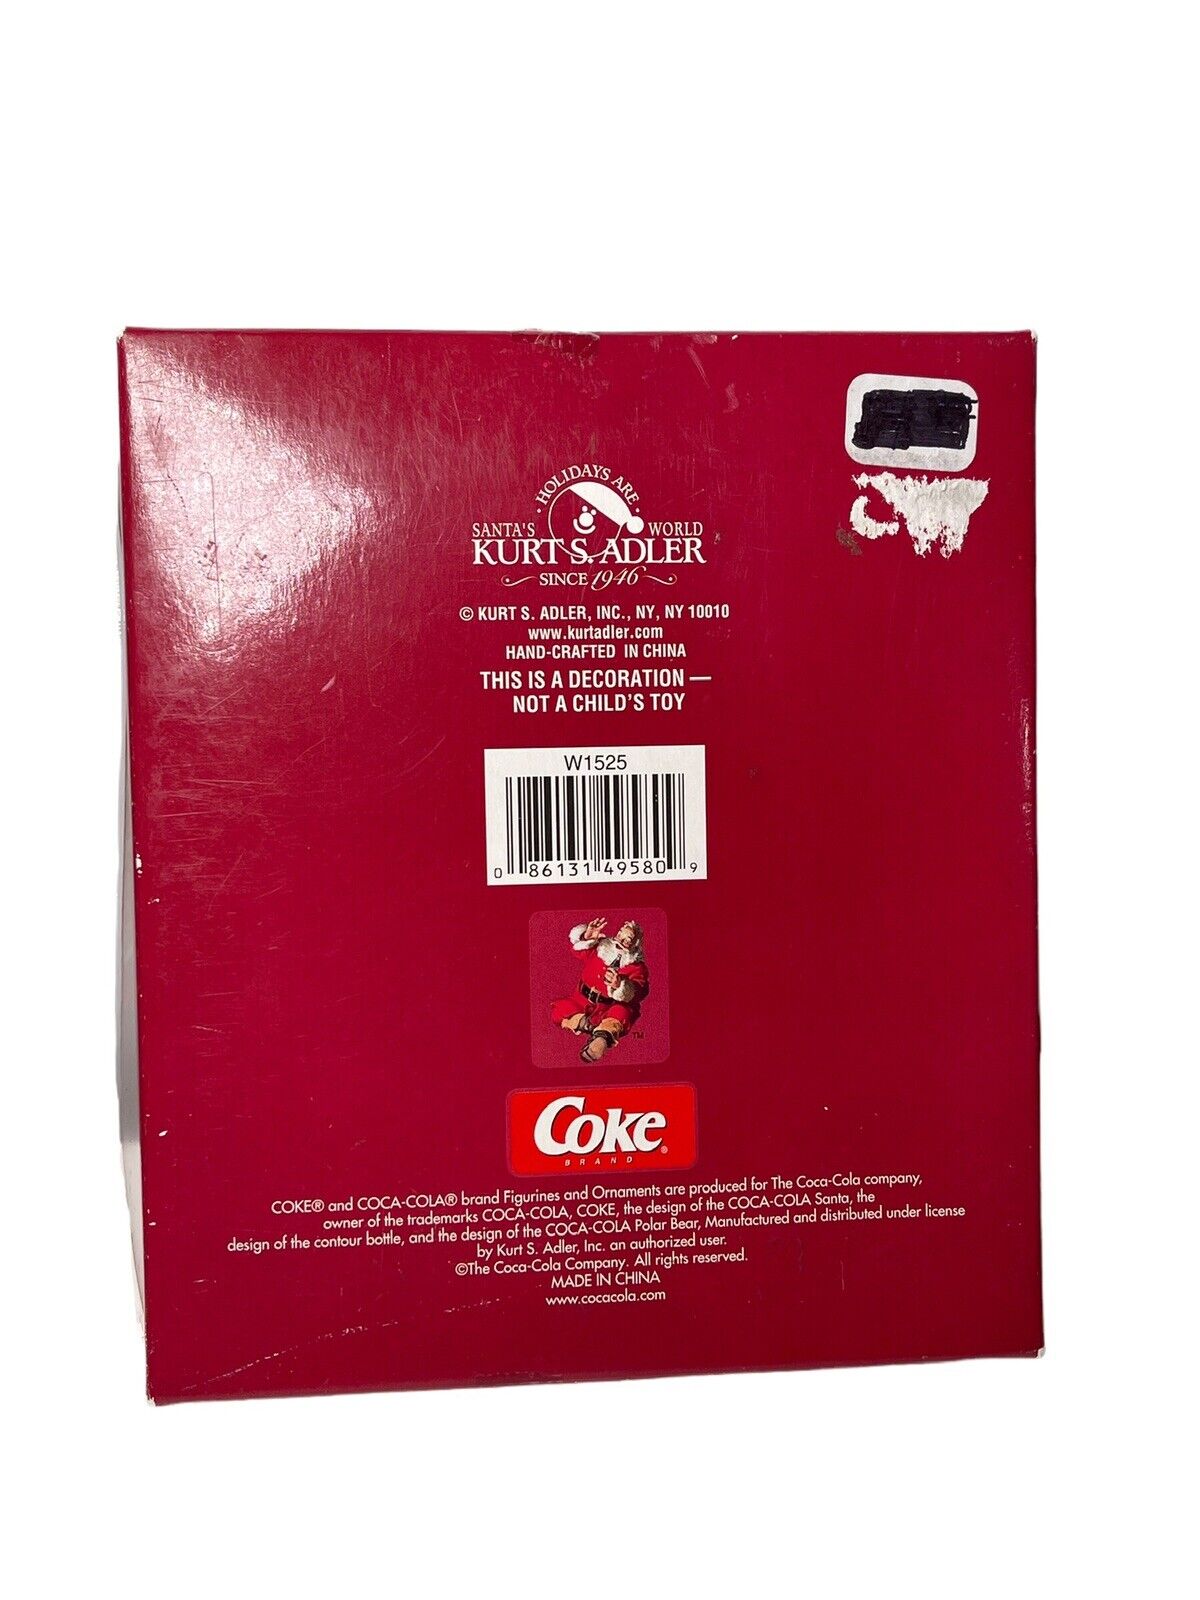 HOLIDAYS ARE
SANTA'S WORLD
KURT S. ADLER
SINCE 1946
© KURT S. ADLER, INC., NY, NY 10010
www.kurtadler.com
HAND-CRAFTED IN CHINA
THIS IS A DECORATION —
NOT A CHILD'S TOY
W1525
0 86131 49580 9
TM
Coke®
BRAND
COKE® and COCA-COLA® brand Figurines and Ornaments are produced for The Coca-Cola company,
owner of the trademarks COCA-COLA, COKE, the design of the COCA-COLA Santa, the
design of the contour bottle, and the design of the COCA-COLA Polar Bear, Manufactured and distributed under license
by Kurt S. Adler, Inc. an authorized user.
©The Coca-Cola Company. All rights reserved.
MADE IN CHINA
www.cocacola.com